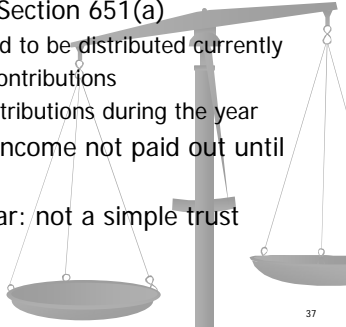 Section 651(a)
d to be distributed currently
ontributions
tributions during the year
ncome not paid out until
ar: not a simple trust
37